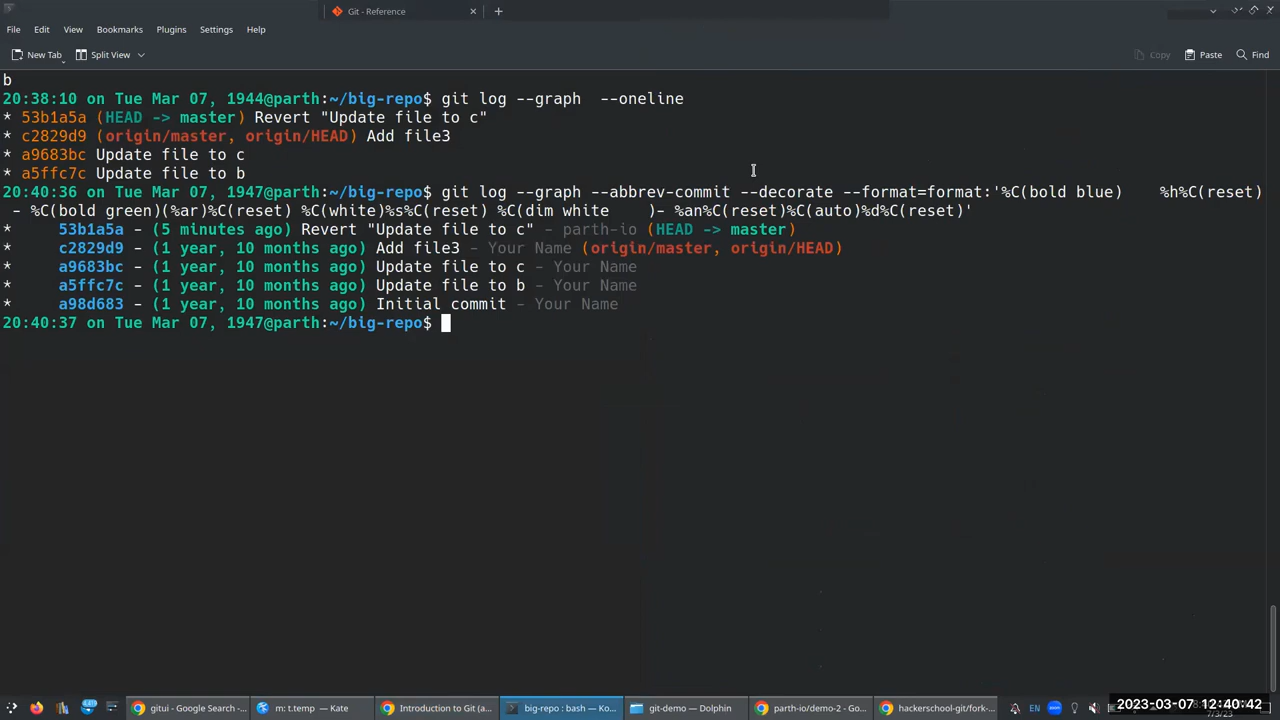 Git - Reference
File Edit View Bookmarks Plugins Settings Help
New Tab Split View Copy Paste Find
b
20:38:10 on Tue Mar 07, 1944@parth:~/big-repo$ git log --graph  --oneline
* 53b1a5a (HEAD -> master) Revert "Update file to c"
* c2829d9 (origin/master, origin/HEAD) Add file3
* a9683bc Update file to c
* a5ffc7c Update file to b
20:40:36 on Tue Mar 07, 1947@parth:~/big-repo$ git log --graph --abbrev-commit --decorate --format=format:'%C(bold blue)    %h%C(reset)
 - %C(bold green)(%ar)%C(reset) %C(white)%s%C(reset) %C(dim white    )- %an%C(reset)%C(auto)%d%C(reset)'
*     53b1a5a - (5 minutes ago) Revert "Update file to c" - parth-io (HEAD -> master)
*     c2829d9 - (1 year, 10 months ago) Add file3 - Your Name (origin/master, origin/HEAD)
*     a9683bc - (1 year, 10 months ago) Update file to c - Your Name
*     a5ffc7c - (1 year, 10 months ago) Update file to b - Your Name
*     a98d683 - (1 year, 10 months ago) Initial commit - Your Name
20:40:37 on Tue Mar 07, 1947@parth:~/big-repo$
gitui - Google Search -... m: t.temp — Kate Introduction to Git (a... big-repo : bash — Ko... git-demo — Dolphin parth-io/demo-2 - Go... hackerschool-git/fork-... EN 2023-03-07 12:40:42
7/3/23